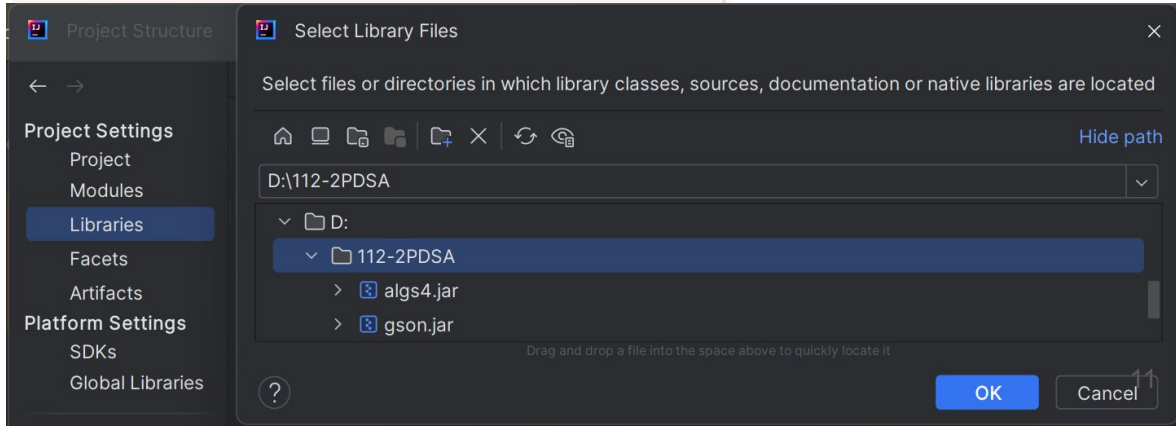 Project Structure
Select Library Files
Select files or directories in which library classes, sources, documentation or native libraries are located
Project Settings
Project
Modules
Libraries
Facets
Artifacts
Platform Settings
SDKs
Global Libraries
Hide path
D:\112-2PDSA
D:
112-2PDSA
algs4.jar
gson.jar
Drag and drop a file into the space above to quickly locate it
?
OK
Cancel
11